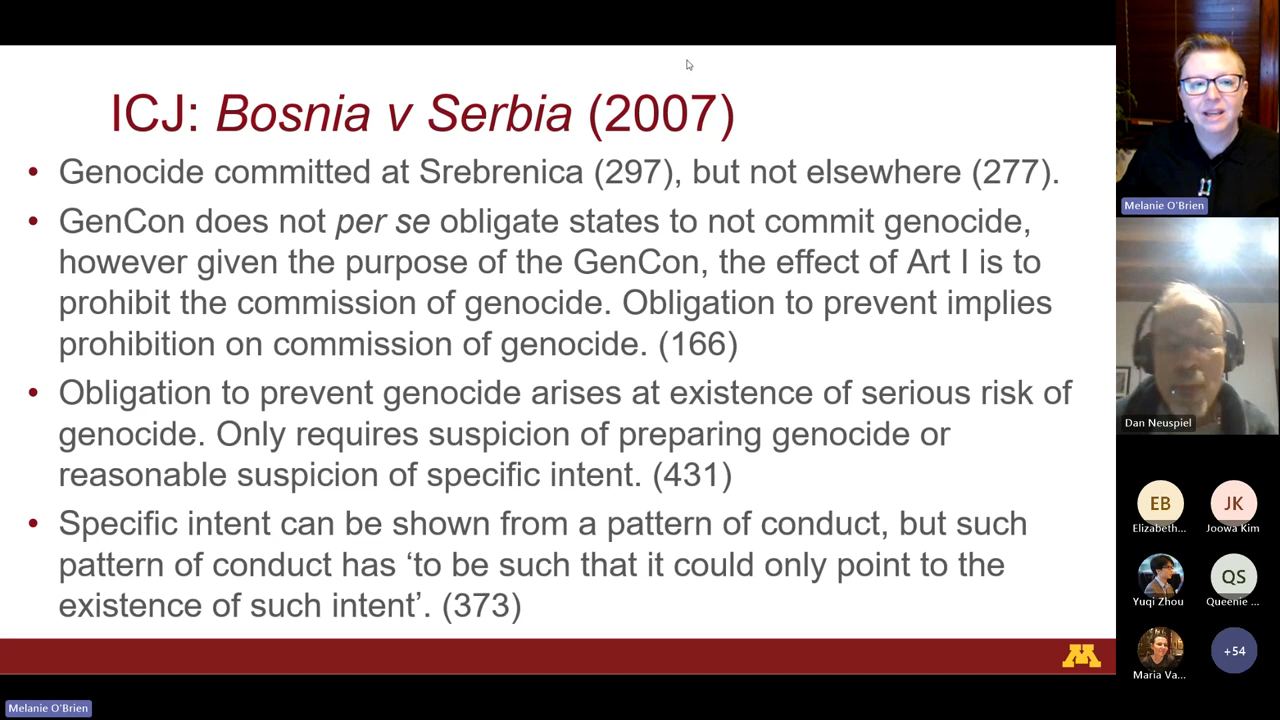 ICJ: Bosnia v Serbia (2007)
• Genocide committed at Srebrenica (297), but not elsewhere (277).
• GenCon does not per se obligate states to not commit genocide,
however given the purpose of the GenCon, the effect of Art I is to
prohibit the commission of genocide. Obligation to prevent implies
prohibition on commission of genocide. (166)
• Obligation to prevent genocide arises at existence of serious risk of
genocide. Only requires suspicion of preparing genocide or
reasonable suspicion of specific intent. (431)
• Specific intent can be shown from a pattern of conduct, but such
pattern of conduct has ‘to be such that it could only point to the
existence of such intent’. (373)
M
Melanie O'Brien
Dan Neuspiel
EB
JK
Elizabeth...
Joowa Kim
QS
Yuqi Zhou
Queenie ...
+54
Maria Va...
Melanie O'Brien